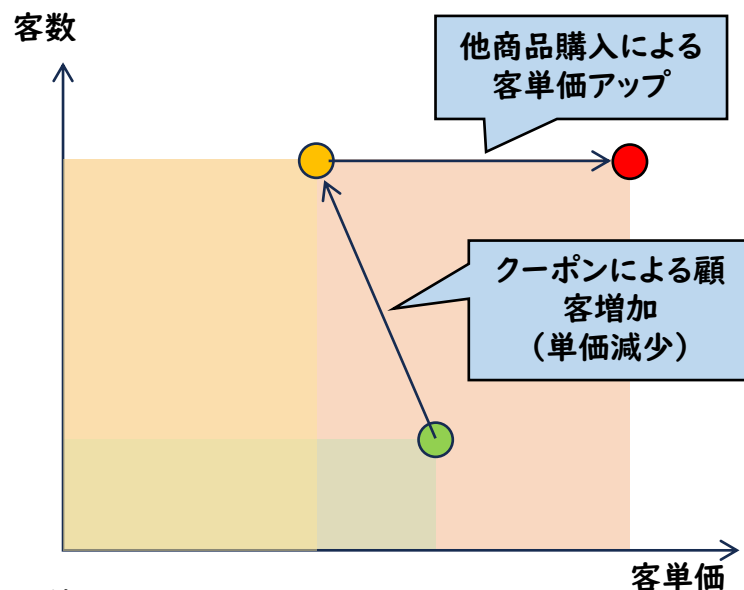 客数
他商品購入による
客単価アップ
クーポンによる顧
客増加
（単価減少）
客単価